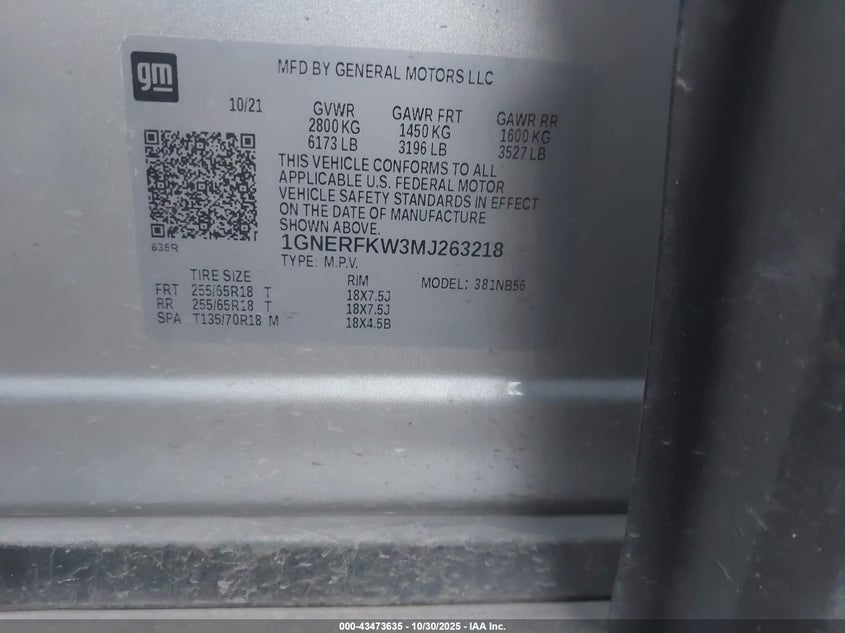 gm
MFD BY GENERAL MOTORS LLC
10/21 GVWR GAWR FRT GAWR RR
2800 KG 1450 KG 1600 KG
6173 LB 3196 LB 3527 LB
THIS VEHICLE CONFORMS TO ALL
APPLICABLE U.S. FEDERAL MOTOR
VEHICLE SAFETY STANDARDS IN EFFECT
ON THE DATE OF MANUFACTURE
SHOWN ABOVE.
636R
1GNERFKW3MJ263218
TYPE: M.P.V.
TIRE SIZE RIM MODEL: 381NB56
FRT 255/65R18 T 18X7.5J
RR 255/65R18 T 18X7.5J
SPA T135/70R18 M 18X4.5B
000-43473635 - 10/30/2025 - IAA Inc.